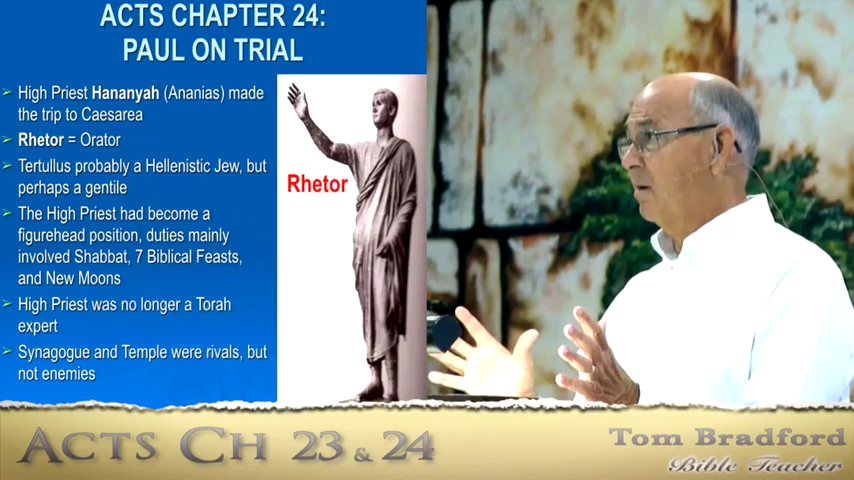 ACTS CHAPTER 24:
PAUL ON TRIAL
High Priest Hananyah (Ananias) made
the trip to Caesarea
Rhetor = Orator
Tertullus probably a Hellenistic Jew, but
perhaps a gentile
The High Priest had become a
figurehead position, duties mainly
involved Shabbat, 7 Biblical Feasts,
and New Moons
High Priest was no longer a Torah
expert
Synagogue and Temple were rivals, but
not enemies
Rhetor
ACTS CH 23 & 24
Tom Bradford
Bible Teacher